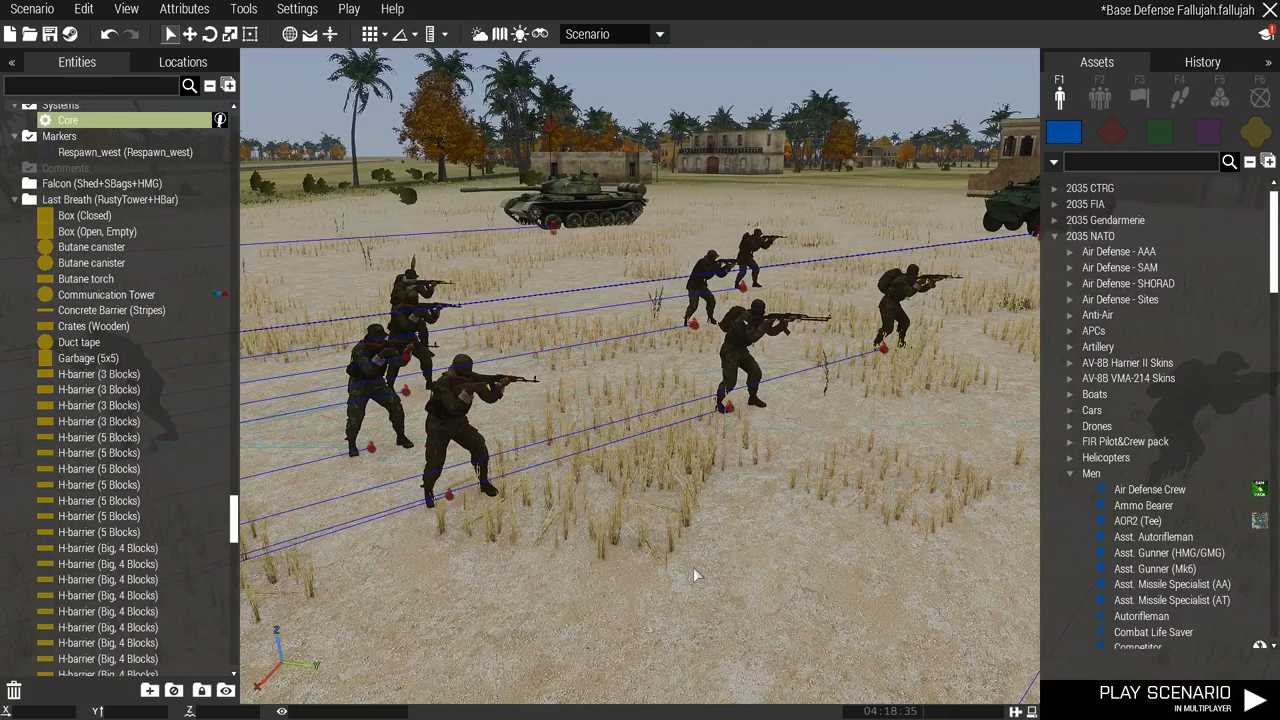 Scenario Edit View Attributes Tools Settings Play Help *Base Defense Fallujah.fallujah
Scenario
Entities Locations
Assets History
F1 F2 F3 F4 F5 F6
Systems
Core
Markers
Respawn_west (Respawn_west)
Comments
Falcon (Shed+SBags+HMG)
Last Breath (RustyTower+HBar)
Box (Closed)
Box (Open, Empty)
Butane canister
Butane canister
Butane torch
Communication Tower
Concrete Barrier (Stripes)
Crates (Wooden)
Duct tape
Garbage (5x5)
H-barrier (3 Blocks)
H-barrier (3 Blocks)
H-barrier (3 Blocks)
H-barrier (3 Blocks)
H-barrier (5 Blocks)
H-barrier (5 Blocks)
H-barrier (5 Blocks)
H-barrier (5 Blocks)
H-barrier (5 Blocks)
H-barrier (5 Blocks)
H-barrier (5 Blocks)
H-barrier (Big, 4 Blocks)
H-barrier (Big, 4 Blocks)
H-barrier (Big, 4 Blocks)
H-barrier (Big, 4 Blocks)
H-barrier (Big, 4 Blocks)
H-barrier (Big, 4 Blocks)
H-barrier (Big, 4 Blocks)
H-barrier (Big, 4 Blocks)
H-barrier (Big, 4 Blocks)
2035 CTRG
2035 FIA
2035 Gendarmerie
2035 NATO
Air Defense - AAA
Air Defense - SAM
Air Defense - SHORAD
Air Defense - Sites
Anti-Air
APCs
Artillery
AV-8B Harrier II Skins
AV-8B VMA-214 Skins
Boats
Cars
Drones
FIR Pilot&Crew pack
Helicopters
Men
Air Defense Crew
Ammo Bearer
AOR2 (Tee)
Asst. Autorifleman
Asst. Gunner (HMG/GMG)
Asst. Gunner (Mk6)
Asst. Missile Specialist (AA)
Asst. Missile Specialist (AT)
Autorifleman
Combat Life Saver
Competitor
Z
Y
X
PLAY SCENARIO
IN MULTIPLAYER
X Y Z 04:18:35